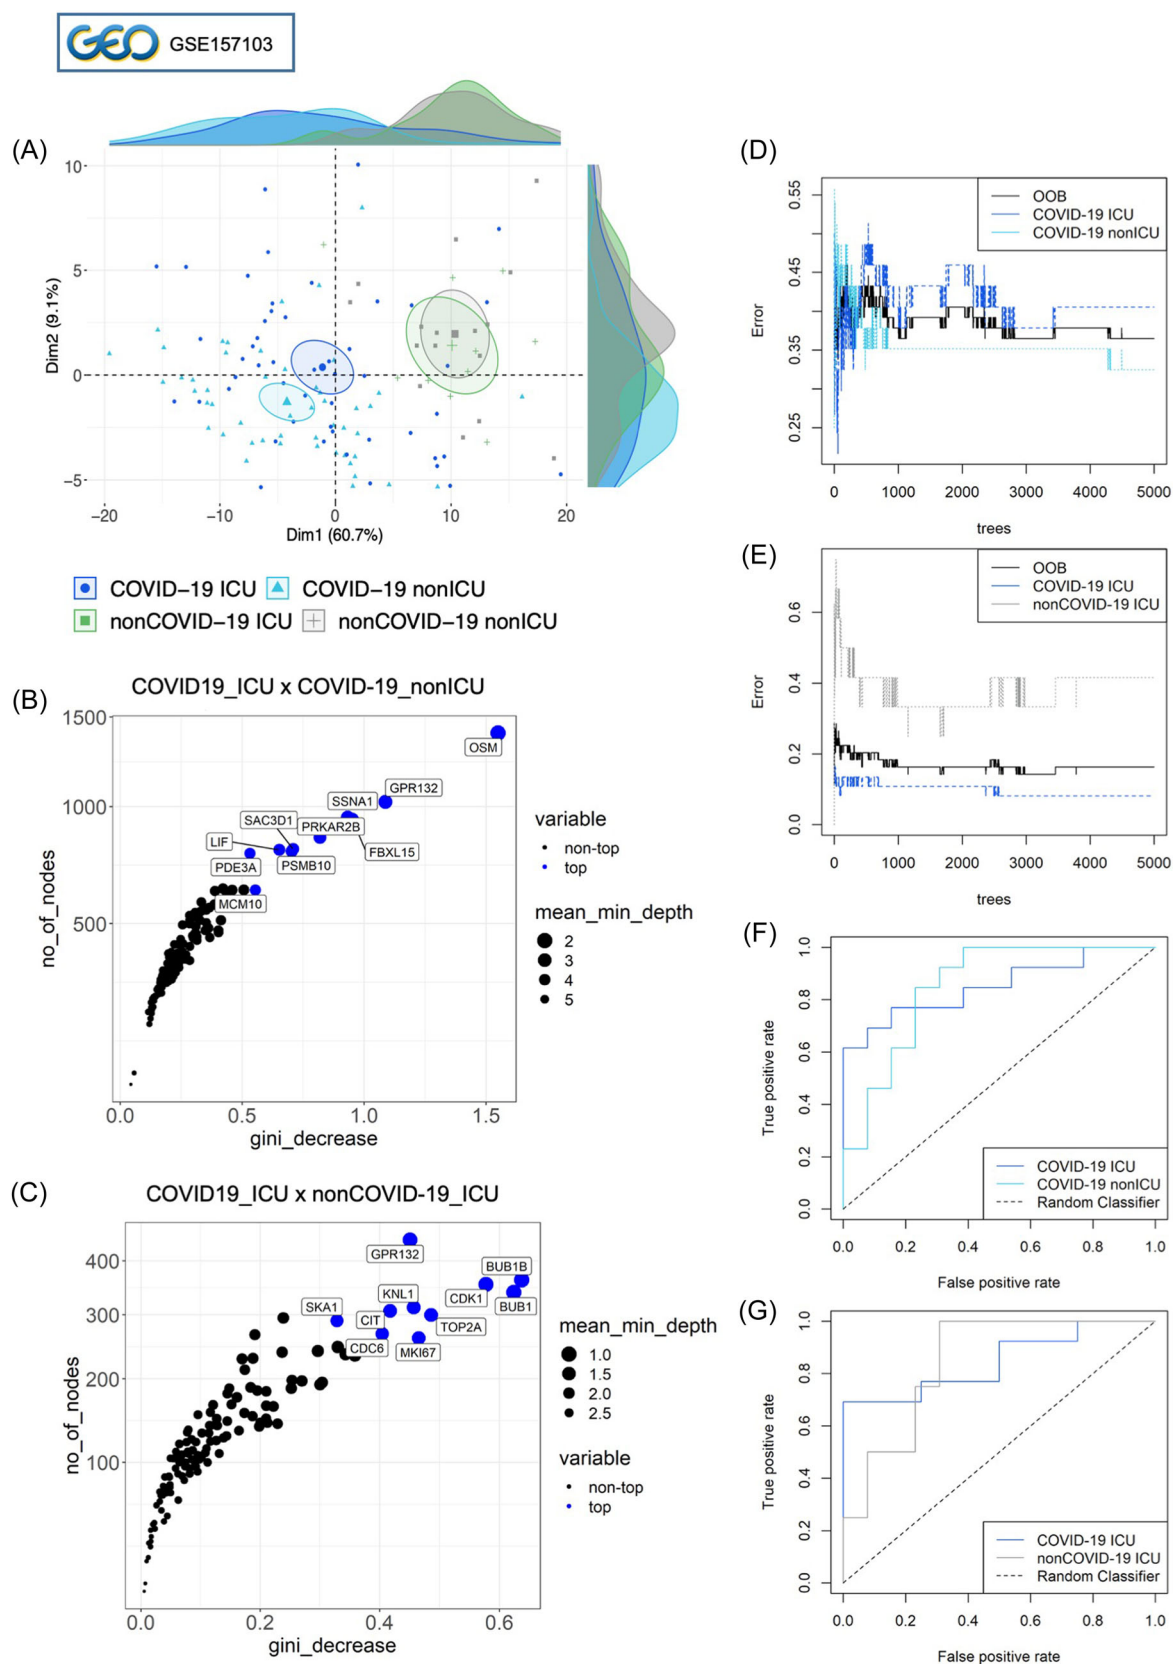 GEO GSE157103
(A)
10
5
0
−5
Dim2 (9.1%)
−20
−10
0
10
20
Dim1 (60.7%)
COVID−19 ICU
COVID−19 nonICU
nonCOVID−19 ICU
nonCOVID−19 nonICU
(B)
COVID19_ICU x COVID-19_nonICU
1500
1000
500
no_of_nodes
OSM
GPR132
SSNA1
SAC3D1
PRKAR2B
LIF
FBXL15
PDE3A
PSMB10
MCM10
0.0
0.5
1.0
1.5
gini_decrease
variable
non-top
top
mean_min_depth
2
3
4
5
(C)
COVID19_ICU x nonCOVID-19_ICU
400
300
200
100
no_of_nodes
GPR132
BUB1B
KNL1
CDK1
SKA1
BUB1
CIT
TOP2A
CDC6
MKI67
0.0
0.2
0.4
0.6
gini_decrease
mean_min_depth
1.0
1.5
2.0
2.5
variable
non-top
top
(D)
0.55
0.45
0.35
0.25
Error
OOB
COVID-19 ICU
COVID-19 nonICU
0
1000
2000
3000
4000
5000
trees
(E)
0.6
0.4
0.2
0.0
Error
OOB
COVID-19 ICU
nonCOVID-19 ICU
0
1000
2000
3000
4000
5000
trees
(F)
1.0
0.8
0.6
0.4
0.2
0.0
True positive rate
COVID-19 ICU
COVID-19 nonICU
Random Classifier
0.0
0.2
0.4
0.6
0.8
1.0
False positive rate
(G)
1.0
0.8
0.6
0.4
0.2
0.0
True positive rate
COVID-19 ICU
nonCOVID-19 ICU
Random Classifier
0.0
0.2
0.4
0.6
0.8
1.0
False positive rate